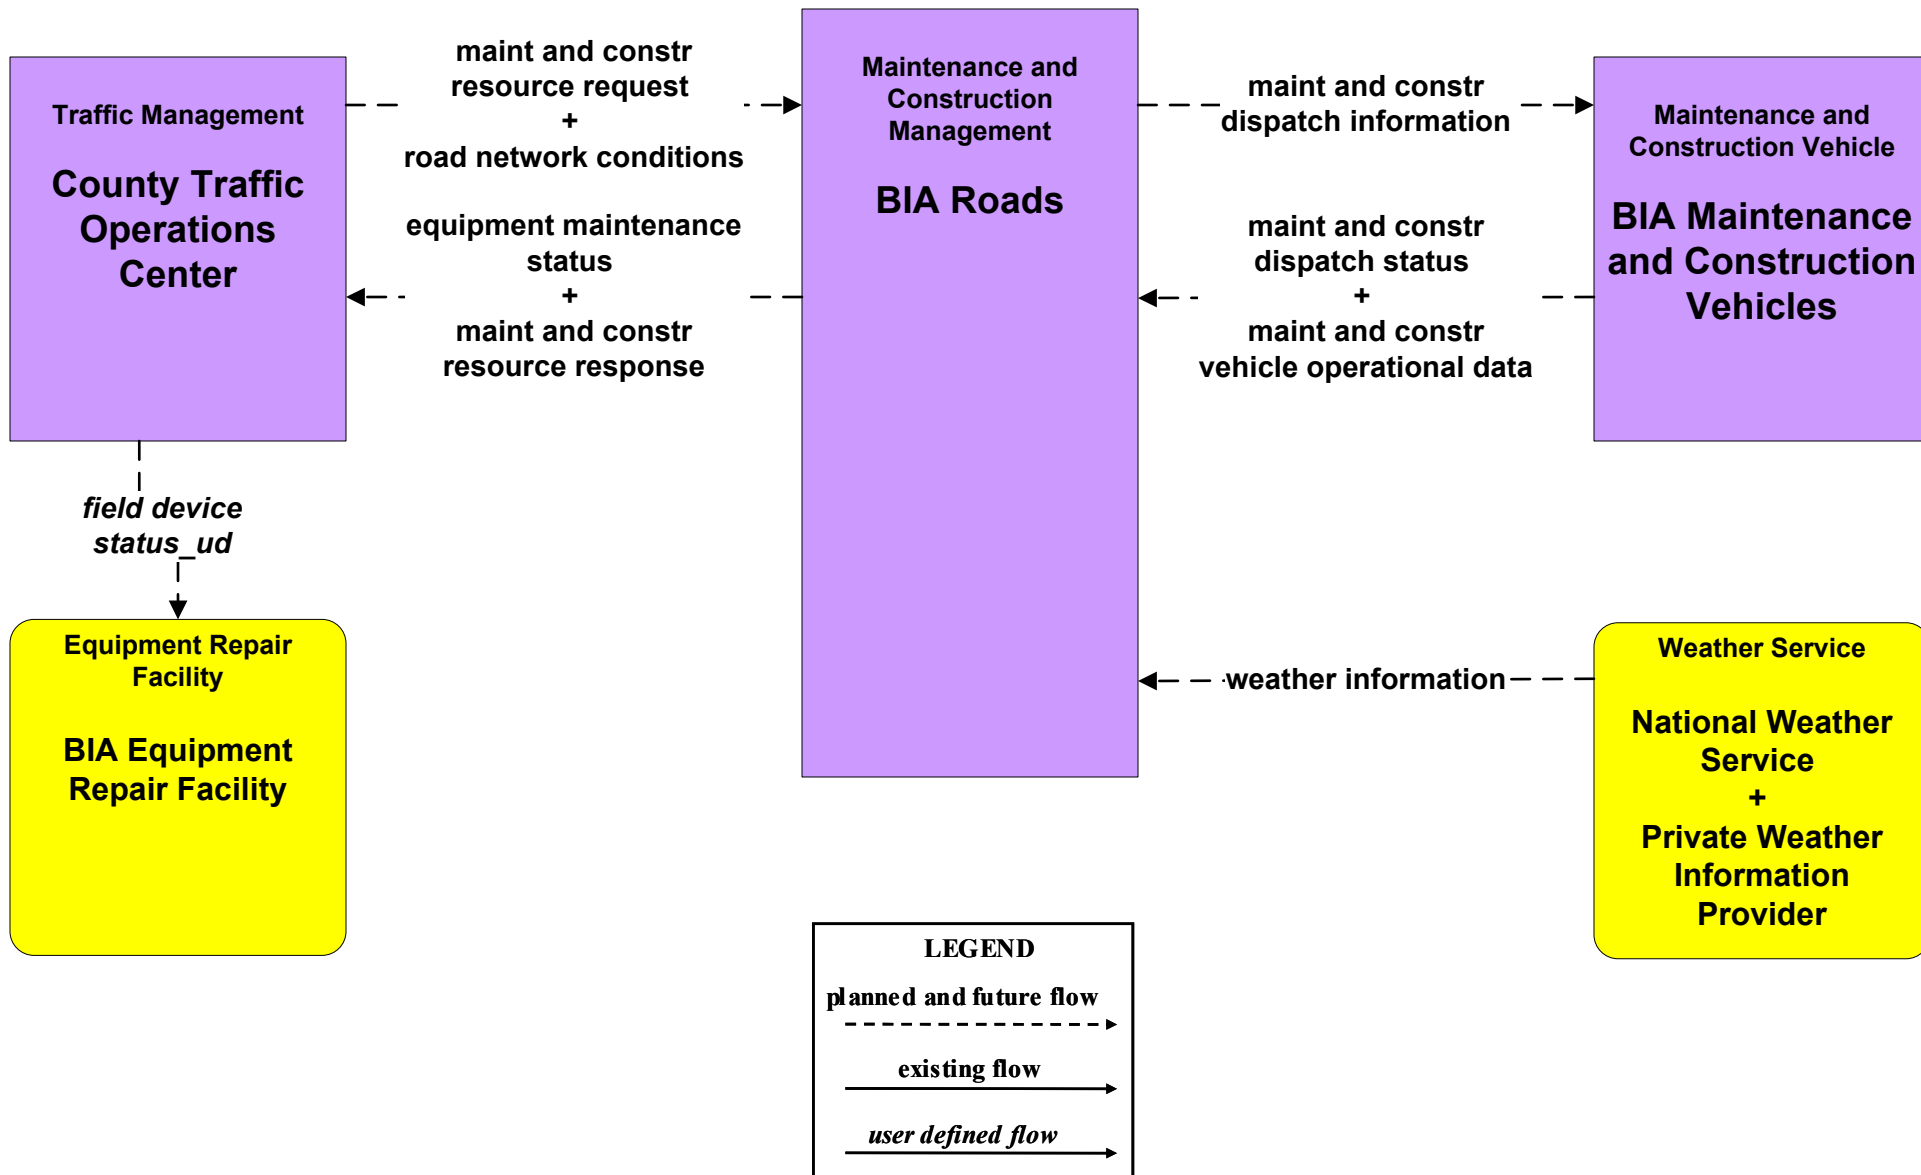 Traffic Management
County Traffic
Operations
Center
maint and constr
resource request
+
road network conditions
equipment maintenance
status
+
maint and constr
resource response
Maintenance and
Construction
Management
BIA Roads
maint and constr
dispatch information
maint and constr
dispatch status
+
maint and constr
vehicle operational data
Maintenance and
Construction Vehicle
BIA Maintenance
and Construction
Vehicles
field device
status_ud
Equipment Repair
Facility
BIA Equipment
Repair Facility
weather information
Weather Service
National Weather
Service
+
Private Weather
Information
Provider
LEGEND
planned and future flow
existing flow
user defined flow